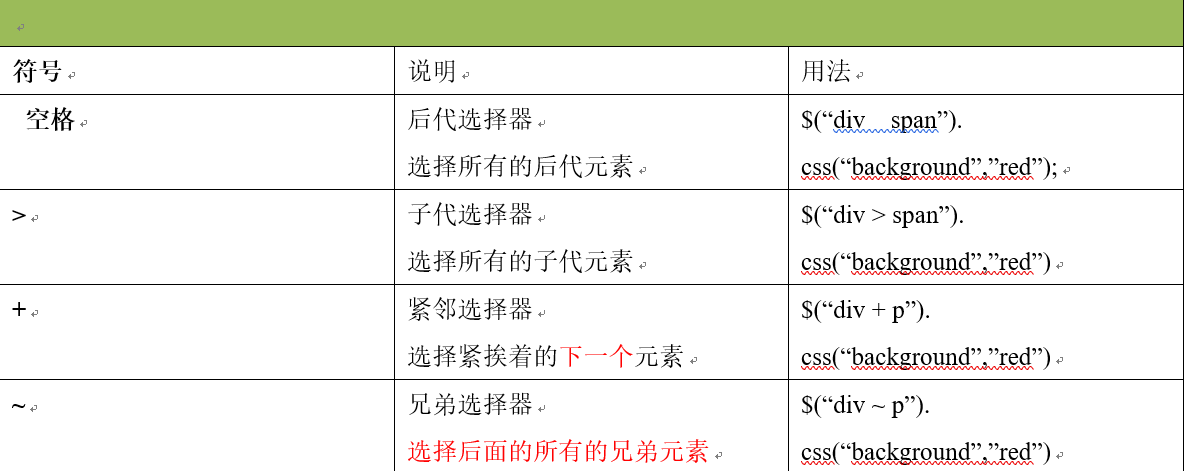 符号 说明 用法
空格 后代选择器 $(“div    span”).
选择所有的后代元素 css(“background”,”red”);
> 子代选择器 $(“div > span”).
选择所有的子代元素 css(“background”,”red”)
+ 紧邻选择器 $(“div + p”).
选择紧挨着的下一个元素 css(“background”,”red”)
~ 兄弟选择器 $(“div ~ p”).
选择后面的所有的兄弟元素 css(“background”,”red”)